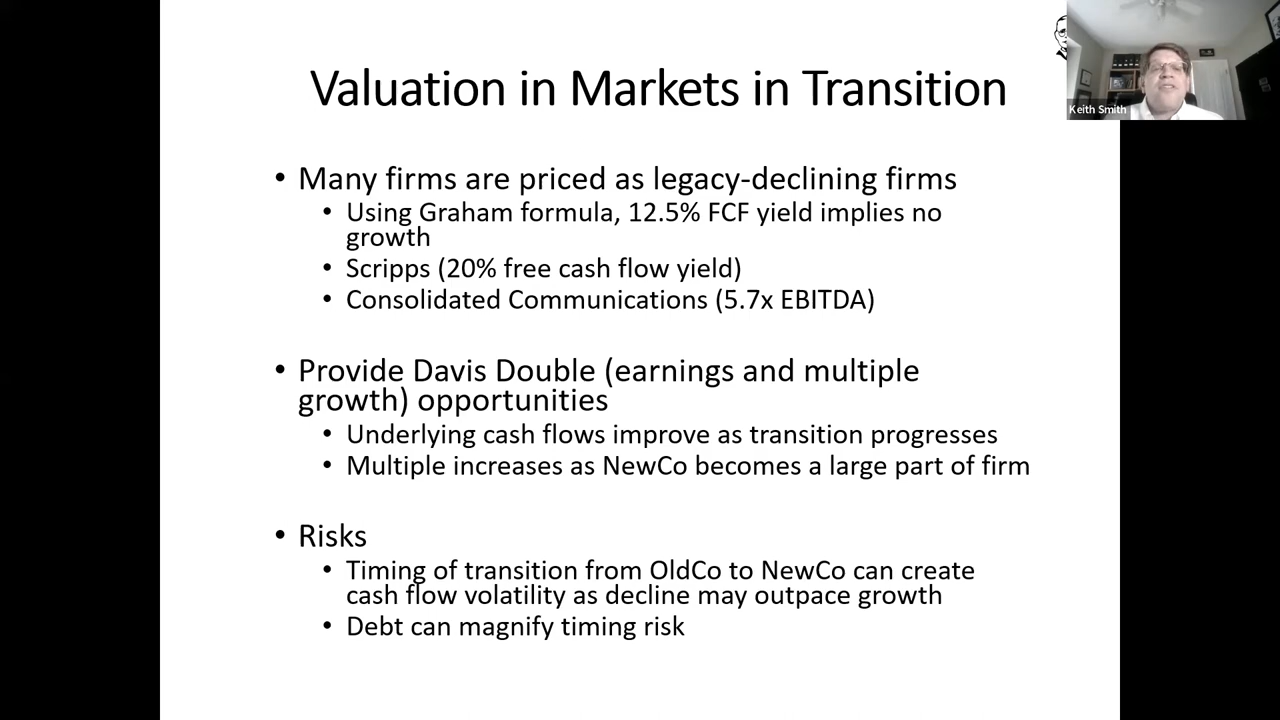 Valuation in Markets in Transition
Keith Smith
• Many firms are priced as legacy-declining firms
• Using Graham formula, 12.5% FCF yield implies no
growth
• Scripps (20% free cash flow yield)
• Consolidated Communications (5.7x EBITDA)
• Provide Davis Double (earnings and multiple
growth) opportunities
• Underlying cash flows improve as transition progresses
• Multiple increases as NewCo becomes a large part of firm
• Risks
• Timing of transition from OldCo to NewCo can create
cash flow volatility as decline may outpace growth
• Debt can magnify timing risk